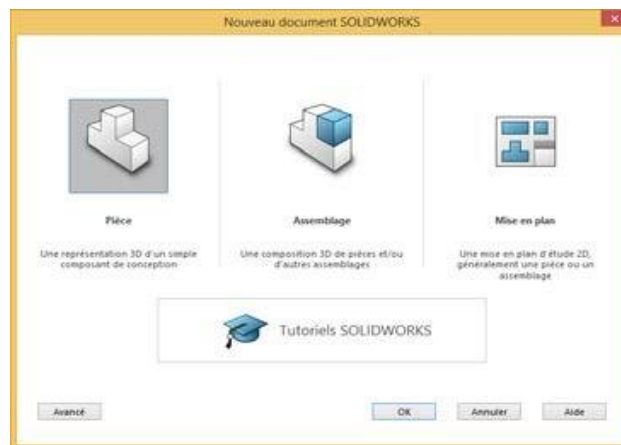 Nouveau document SOLIDWORKS
Pièce
Une représentation 3D d'un simple
composant de conception
Assemblage
Une composition 3D de pièces et/ou
d'autres assemblages
Mise en plan
Une mise en plan d'étude 2D,
généralement une pièce ou un
assemblage
Tutoriels SOLIDWORKS
Avancé
OK
Annuler
Aide